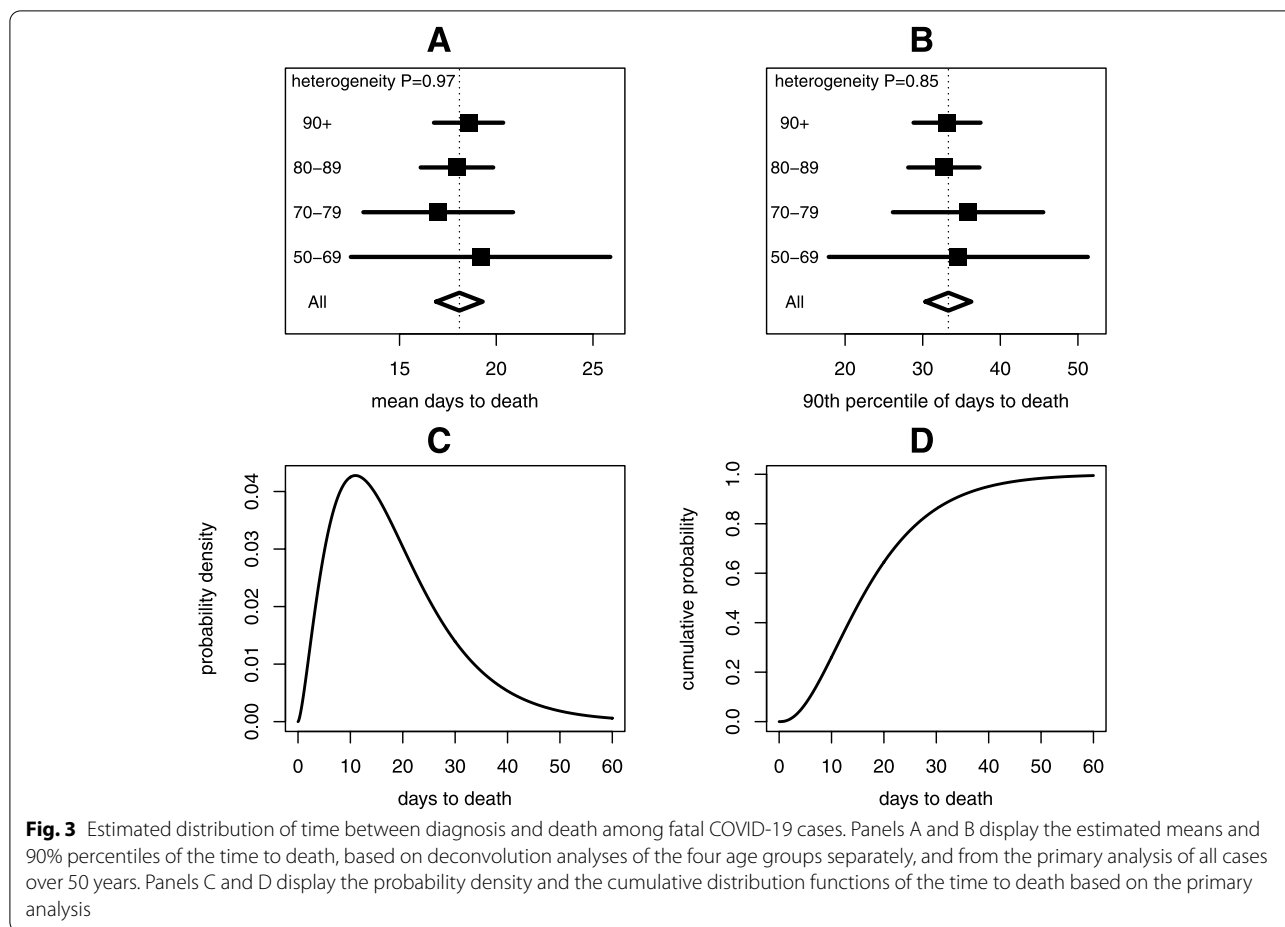 A
heterogeneity P=0.97
90+
80–89
70–79
50–69
All
15 20 25
mean days to death
B
heterogeneity P=0.85
90+
80–89
70–79
50–69
All
20 30 40 50
90th percentile of days to death
C
probability density
0.04
0.03
0.02
0.01
0.00
0 10 20 30 40 50 60
days to death
D
cumulative probability
1.0
0.8
0.6
0.4
0.2
0.0
0 10 20 30 40 50 60
days to death
Fig. 3 Estimated distribution of time between diagnosis and death among fatal COVID-19 cases. Panels A and B display the estimated means and
90% percentiles of the time to death, based on deconvolution analyses of the four age groups separately, and from the primary analysis of all cases
over 50 years. Panels C and D display the probability density and the cumulative distribution functions of the time to death based on the primary
analysis